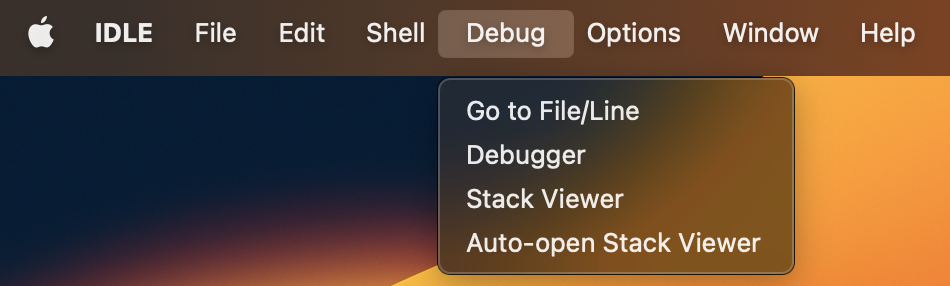 IDLE File Edit Shell Debug Options Window Help
Go to File/Line
Debugger
Stack Viewer
Auto-open Stack Viewer